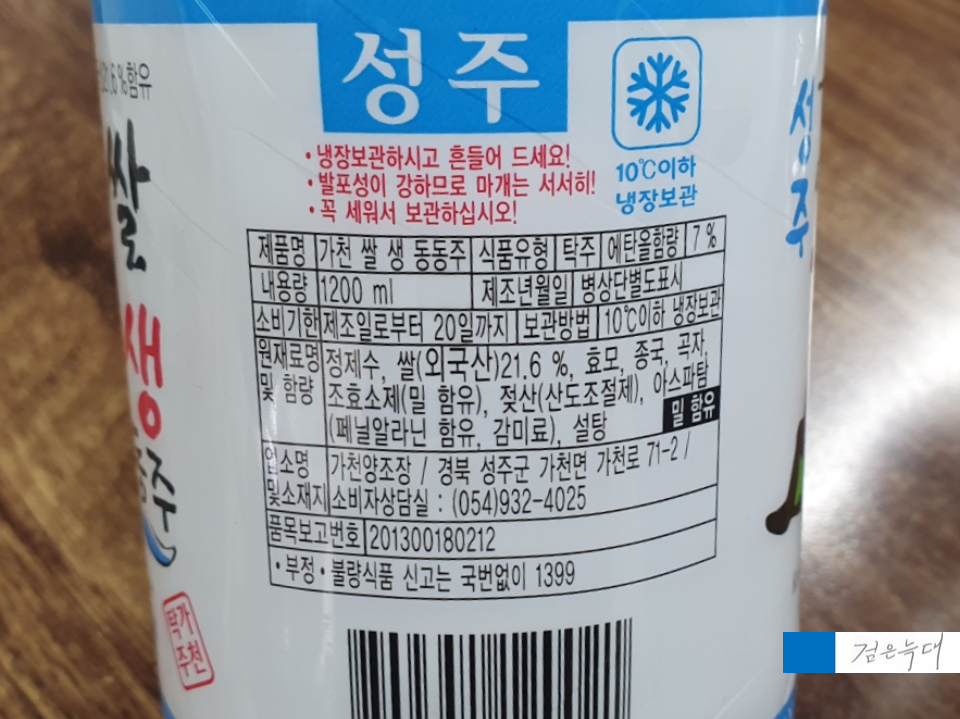 성주
• 냉장보관하시고 흔들어 드세요!
• 발포성이 강하므로 마개는 서서히!
• 꼭 세워서 보관하십시오!
10℃이하
냉장보관
제품명 가천 쌀 생 동동주 식품유형 탁주 에탄올함량 7 %
내용량 1200 ml 제조년월일 병상단별도표시
소비기한 제조일로부터 20일까지 보관방법 10℃이하 냉장보관
원재료명 정제수, 쌀(외국산)21.6 %, 효모, 종국, 곡자,
및 함량 조효소제(밀 함유), 젖산(산도조절제), 아스파탐
(페닐알라닌 함유, 감미료), 설탕 밀 함유
업소명 가천양조장 / 경북 성주군 가천면 가천로 71-2 /
및소재지 소비자상담실 : (054)932-4025
품목보고번호 201300180212
• 부정 • 불량식품 신고는 국번없이 1399
함유
쌀
생
동주
성주
검은늑대